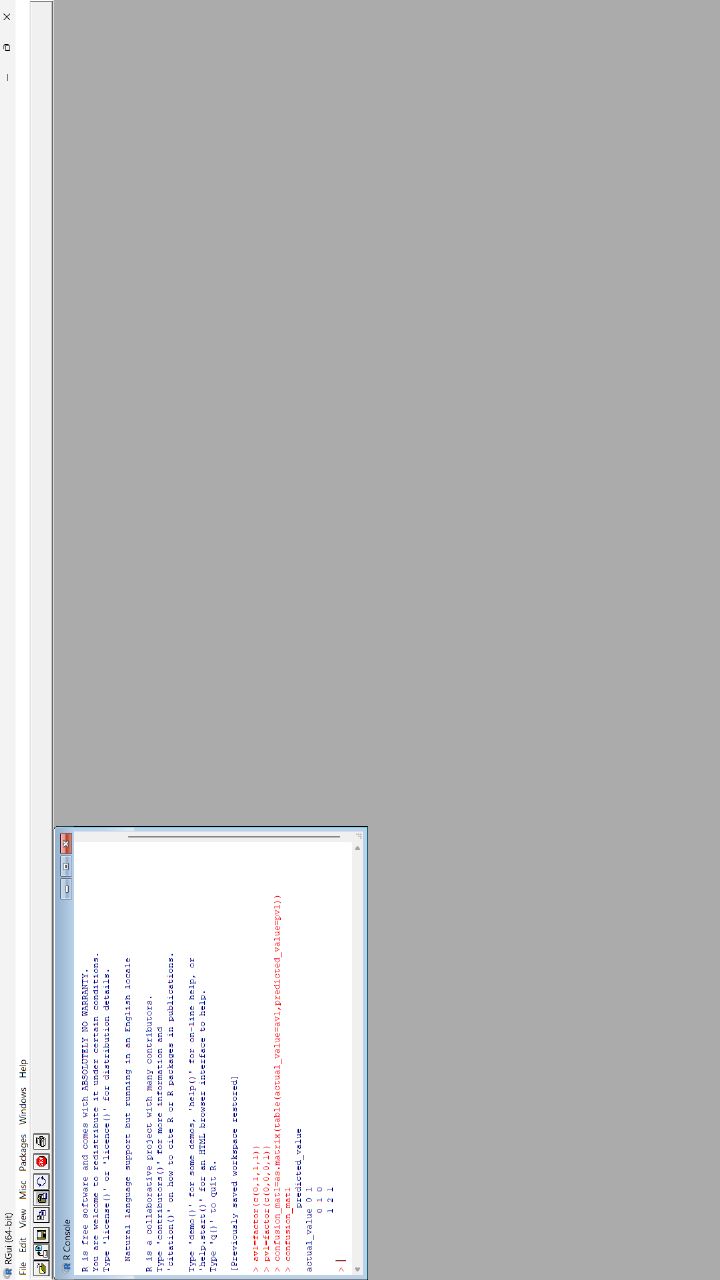 RGui (64-bit)
File Edit View Misc Packages Windows Help
R Console
R is free software and comes with ABSOLUTELY NO WARRANTY.
You are welcome to redistribute it under certain conditions.
Type 'license()' or 'licence()' for distribution details.
Natural language support but running in an English locale
R is a collaborative project with many contributors.
Type 'contributors()' for more information and
'citation()' on how to cite R or R packages in publications.
Type 'demo()' for some demos, 'help()' for on-line help, or
'help.start()' for an HTML browser interface to help.
Type 'q()' to quit R.
[Previously saved workspace restored]
> av1=factor(c(0,1,1,1))
> pv1=factor(c(0,0,0,1))
> confusion_mat1=as.matrix(table(actual_value=av1,predicted_value=pv1))
> confusion_mat1
predicted_value
actual_value 0 1
0 1 0
1 2 1
>